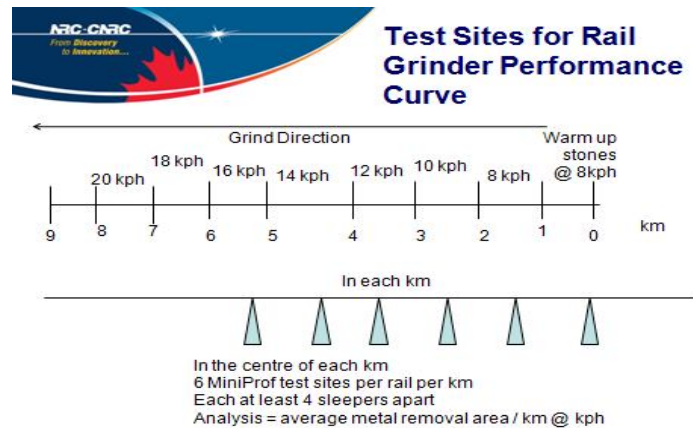 NRC-CNRC
From Discovery
to Innovation...
Test Sites for Rail
Grinder Performance
Curve
Grind Direction
Warm up
stones
@ 8kph
20 kph 18 kph 16 kph 14 kph 12 kph 10 kph 8 kph
9 8 7 6 5 4 3 2 1 0 km
In each km
In the centre of each km
6 MiniProf test sites per rail per km
Each at least 4 sleepers apart
Analysis = average metal removal area / km @ kph